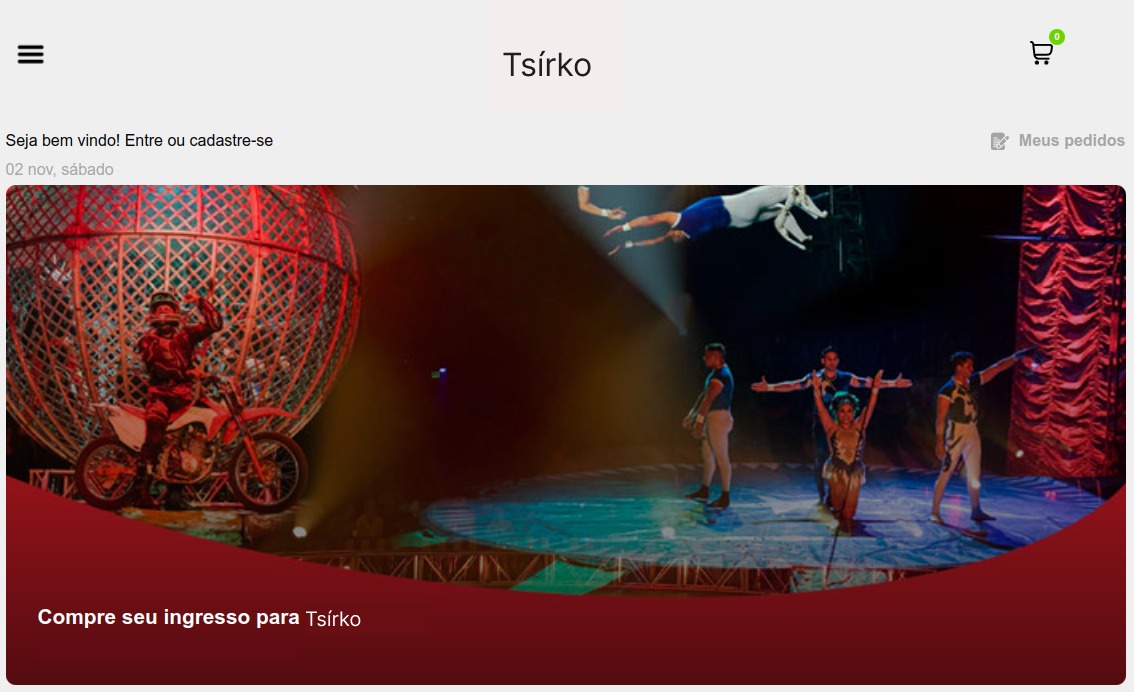 Tsírko
0
Seja bem vindo! Entre ou cadastre-se
Meus pedidos
02 nov, sábado
Compre seu ingresso para Tsírko